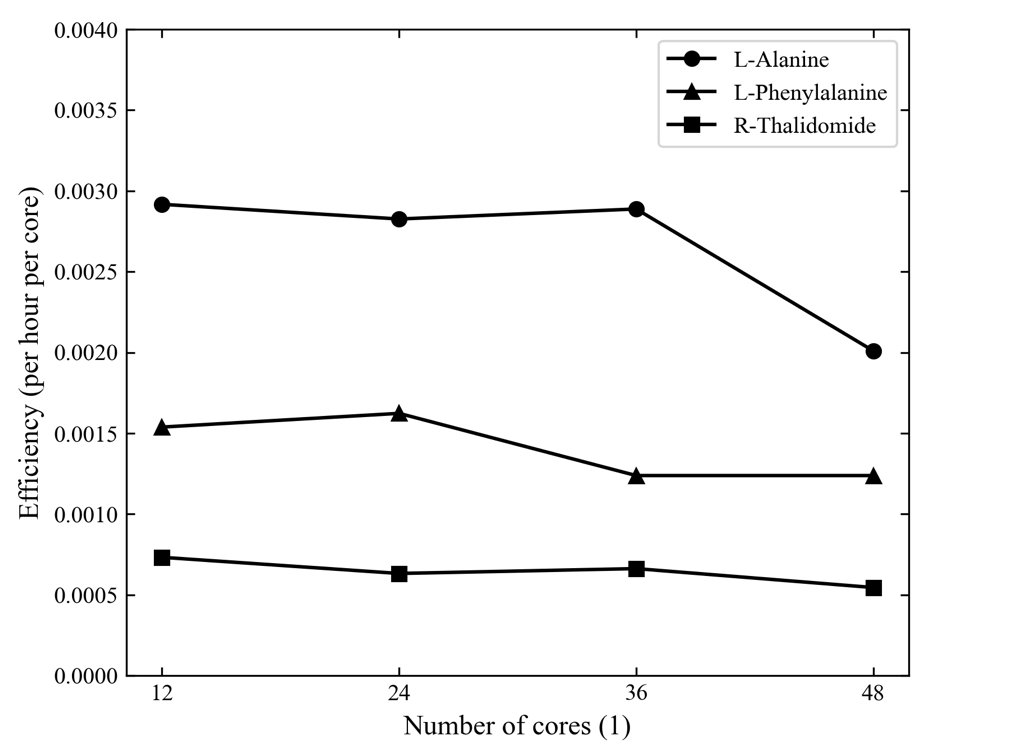 0.0040
0.0035
0.0030
0.0025
0.0020
0.0015
0.0010
0.0005
0.0000
Efficiency (per hour per core)
L-Alanine
L-Phenylalanine
R-Thalidomide
12 24 36 48
Number of cores (1)